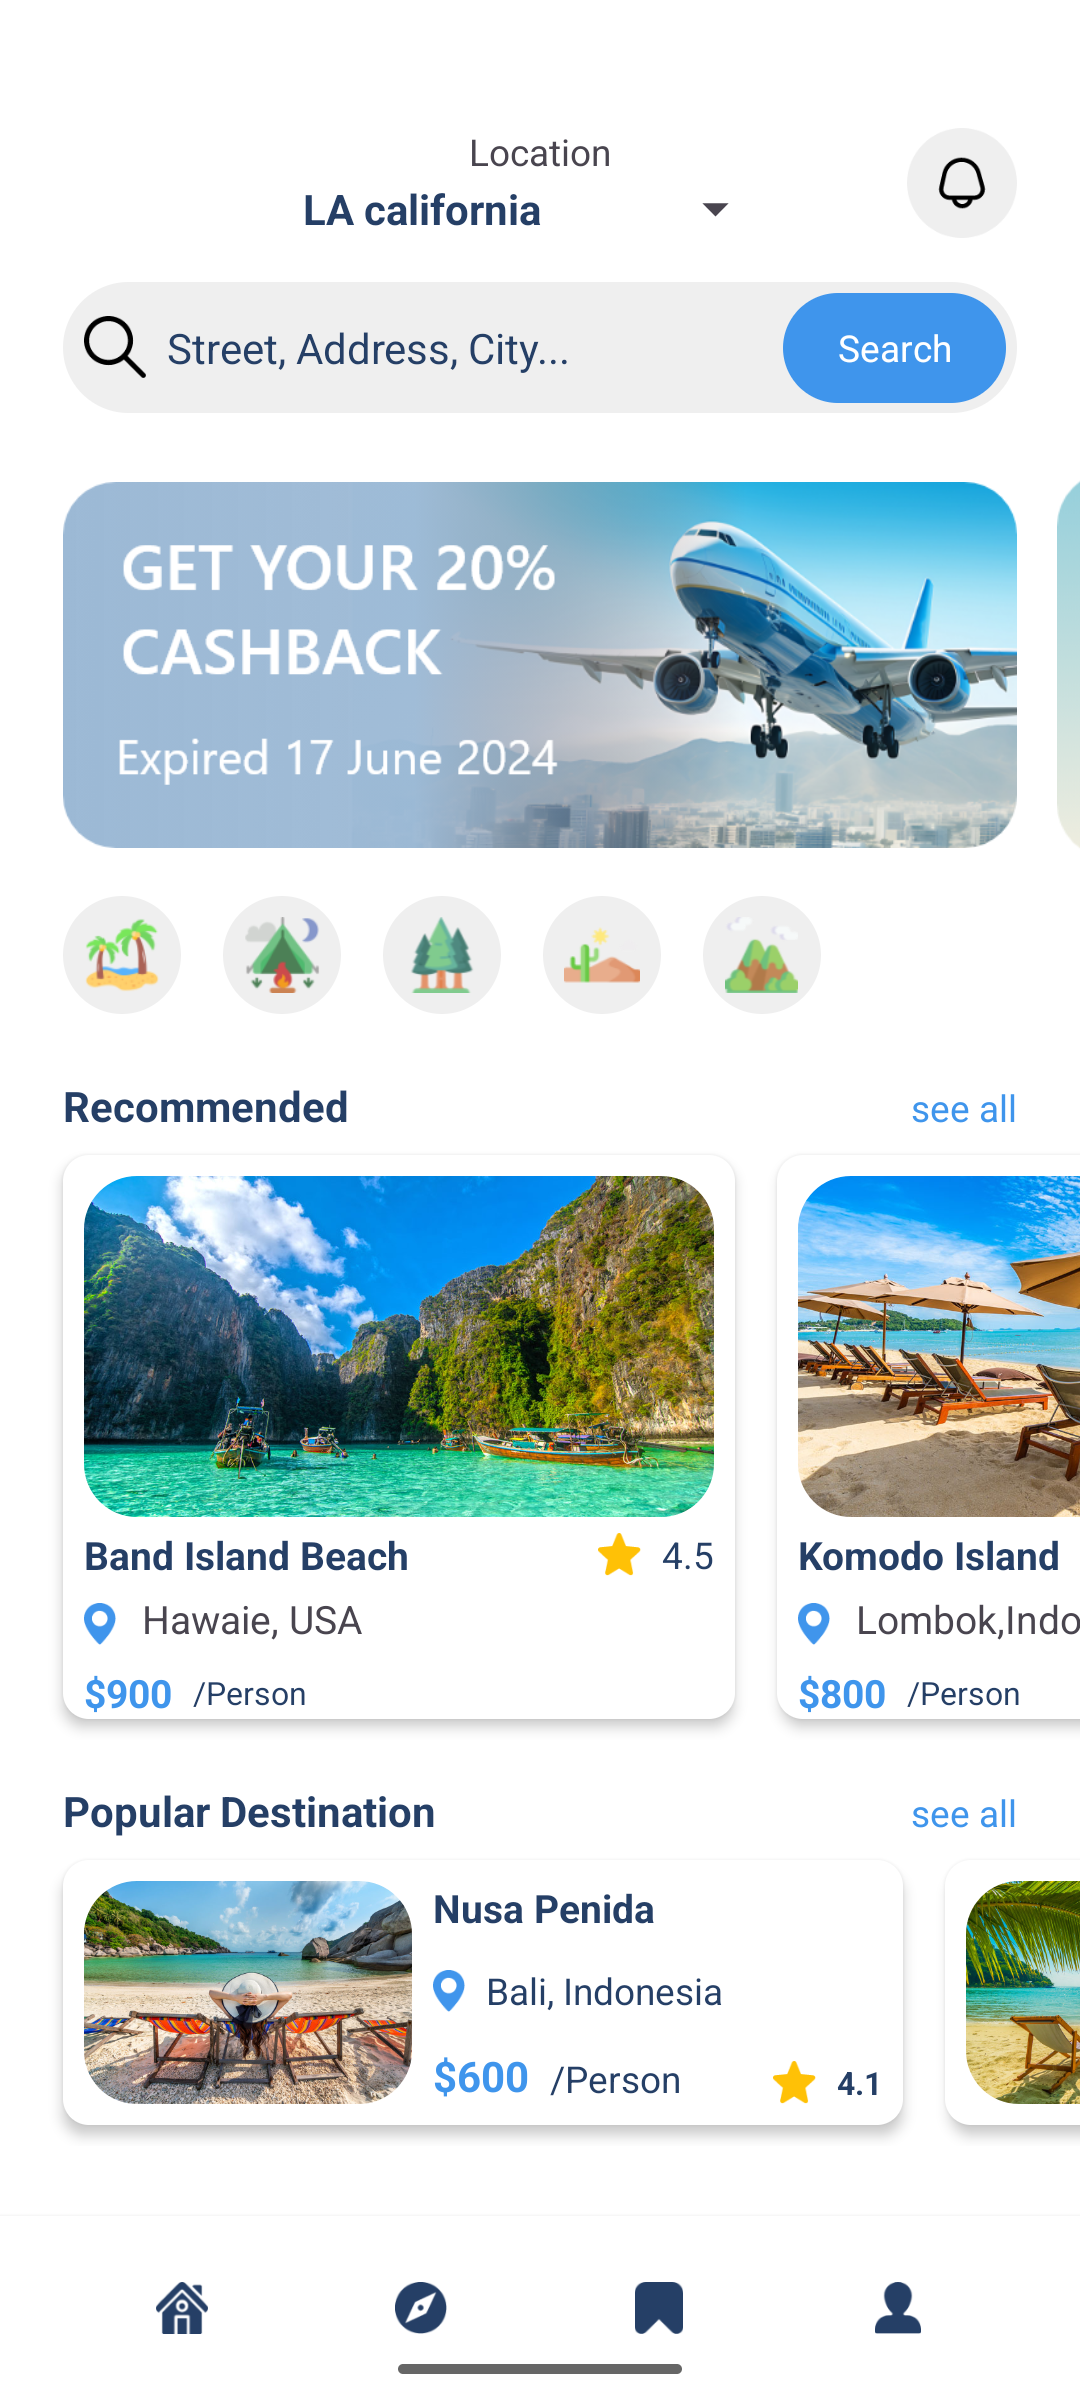 Location
LA california
Street, Address, City...
Search
GET YOUR 20%
CASHBACK
Expired 17 June 2024
Recommended
see all
Band Island Beach
4.5
Hawaie, USA
$900 /Person
Komodo Island
Lombok,Indo
$800 /Person
Popular Destination
see all
Nusa Penida
Bali, Indonesia
$600 /Person
4.1